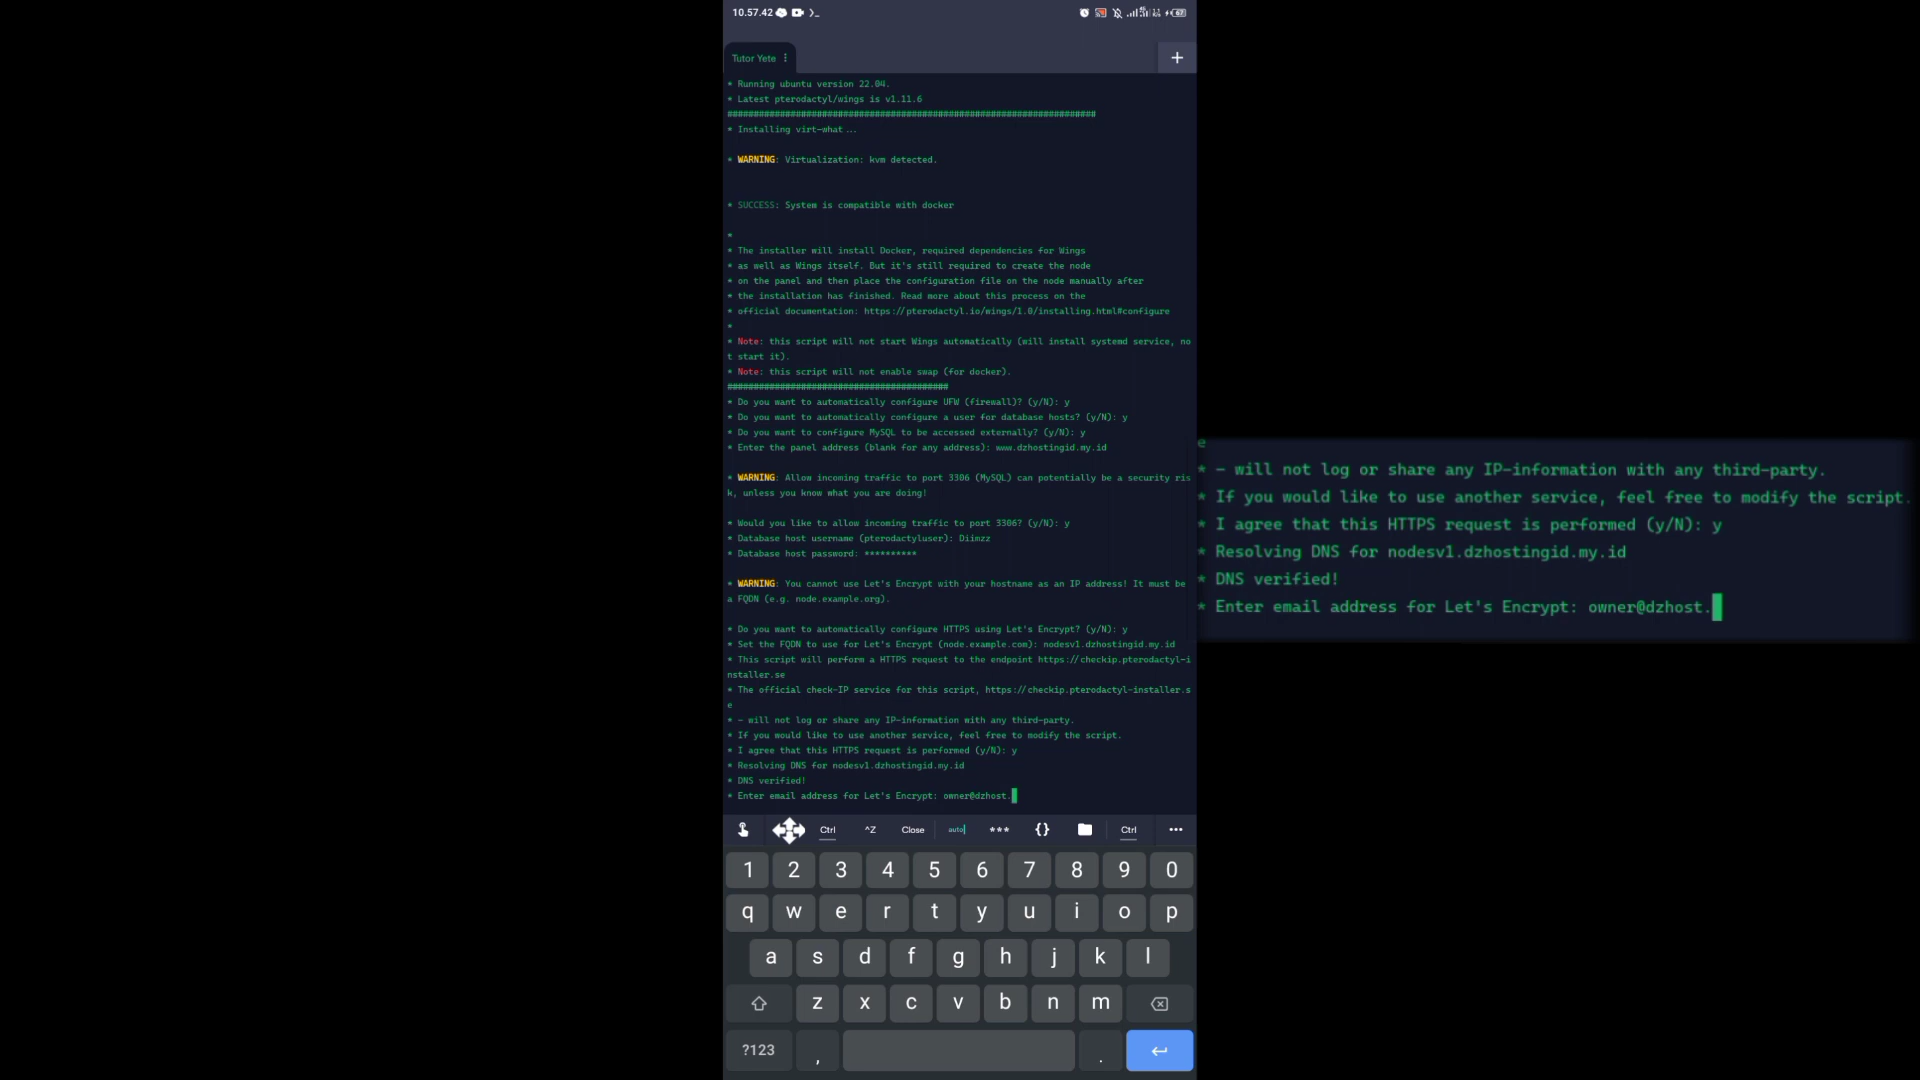 10.57.42
67
Tutor Yete
* Running ubuntu version 22.04.
* Latest pterodactyl/wings is v1.11.6
######################################################################
* Installing virt-what...
* WARNING: Virtualization: kvm detected.
* SUCCESS: System is compatible with docker
*
* The installer will install Docker, required dependencies for Wings
* as well as Wings itself. But it's still required to create the node
* on the panel and then place the configuration file on the node manually after
* the installation has finished. Read more about this process on the
* official documentation: https://pterodactyl.io/wings/1.0/installing.html#configure
*
* Note: this script will not start Wings automatically (will install systemd service, no
t start it).
* Note: this script will not enable swap (for docker).
##########################################
* Do you want to automatically configure UFW (firewall)? (y/N): y
* Do you want to automatically configure a user for database hosts? (y/N): y
* Do you want to configure MySQL to be accessed externally? (y/N): y
* Enter the panel address (blank for any address): www.dzhostingid.my.id
* WARNING: Allow incoming traffic to port 3306 (MySQL) can potentially be a security ris
k, unless you know what you are doing!
* Would you like to allow incoming traffic to port 3306? (y/N): y
* Database host username (pterodactyluser): Diimzz
* Database host password: **********
* WARNING: You cannot use Let's Encrypt with your hostname as an IP address! It must be
a FQDN (e.g. node.example.org).
* Do you want to automatically configure HTTPS using Let's Encrypt? (y/N): y
* Set the FQDN to use for Let's Encrypt (node.example.com): nodesv1.dzhostingid.my.id
* This script will perform a HTTPS request to the endpoint https://checkip.pterodactyl-i
nstaller.se
* The official check-IP service for this script, https://checkip.pterodactyl-installer.s
e
* - will not log or share any IP-information with any third-party.
* If you would like to use another service, feel free to modify the script.
* I agree that this HTTPS request is performed (y/N): y
* Resolving DNS for nodesv1.dzhostingid.my.id
* DNS verified!
* Enter email address for Let's Encrypt: owner@dzhost.
Ctrl ^Z Close auto *** {} Ctrl
1 2 3 4 5 6 7 8 9 0
q w e r t y u i o p
a s d f g h j k l
z x c v b n m
?123 , .
e
* - will not log or share any IP-information with any third-party.
* If you would like to use another service, feel free to modify the script.
* I agree that this HTTPS request is performed (y/N): y
* Resolving DNS for nodesv1.dzhostingid.my.id
* DNS verified!
* Enter email address for Let's Encrypt: owner@dzhost.